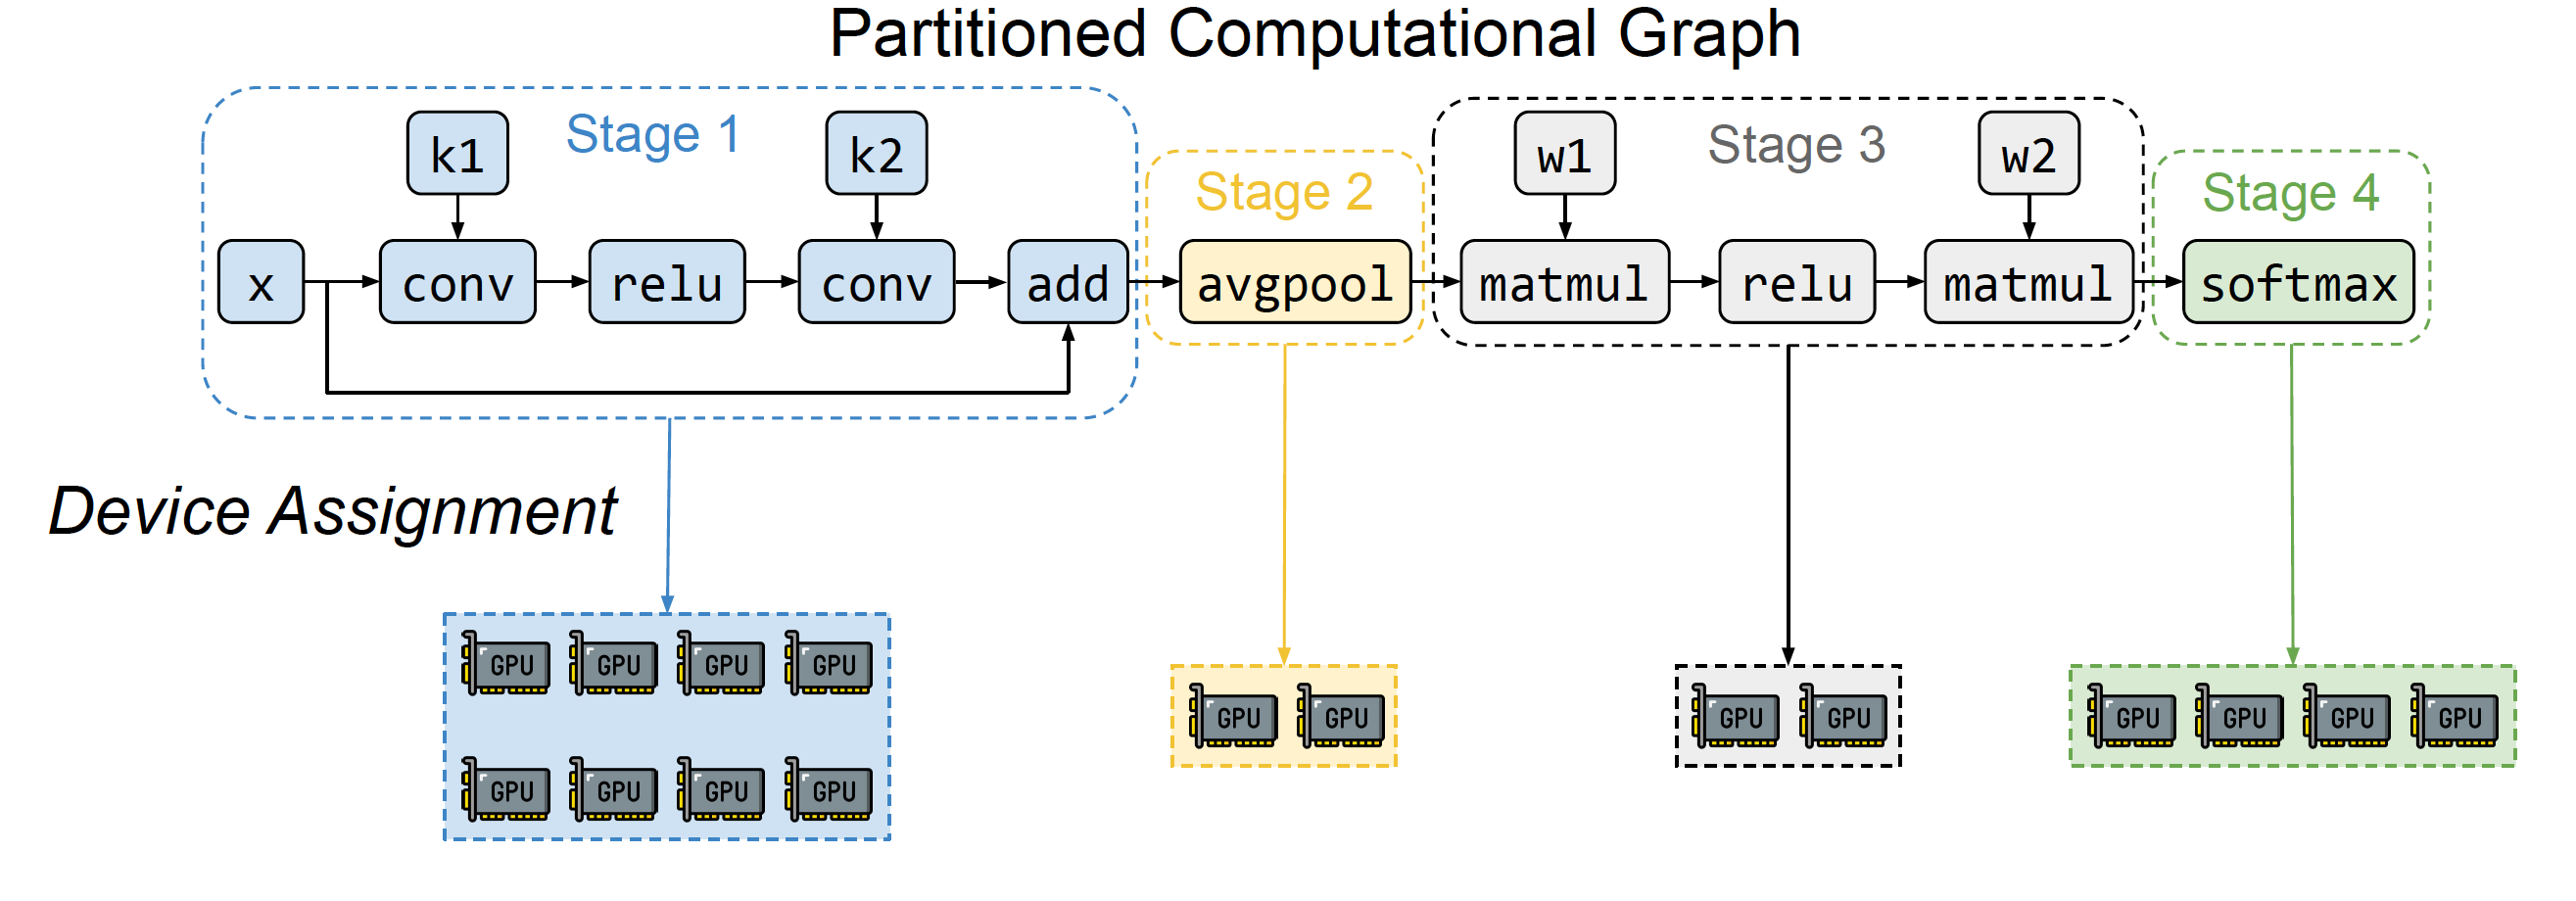 Partitioned Computational Graph
Stage 1
k1
k2
x
conv
relu
conv
add
Stage 2
avgpool
Stage 3
w1
w2
matmul
relu
matmul
Stage 4
softmax
Device Assignment
GPU GPU GPU GPU
GPU GPU GPU GPU
GPU GPU
GPU GPU
GPU GPU GPU GPU